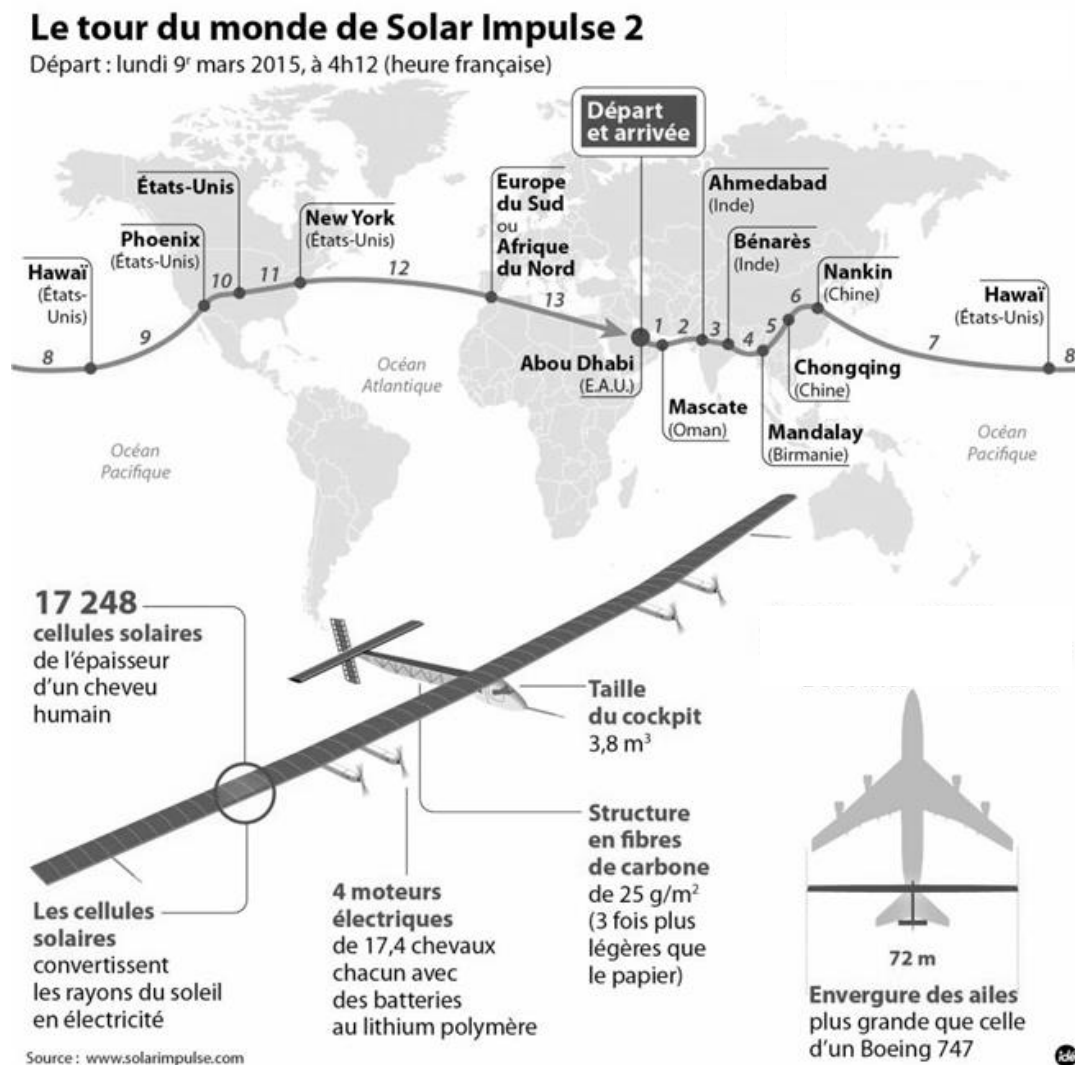 Le tour du monde de Solar Impulse 2
Départ : lundi 9ʳ mars 2015, à 4h12 (heure française)
Départ
et arrivée
États-Unis
Phoenix
(États-Unis)
New York
(États-Unis)
Europe
du Sud
ou
Afrique
du Nord
Ahmedabad
(Inde)
Bénarès
(Inde)
Nankin
(Chine)
Hawaï
(États-
Unis)
Hawaï
(États-Unis)
8
9
10
11
12
13
1
2
3
4
5
6
7
8
Abou Dhabi
(E.A.U.)
Mascate
(Oman)
Mandalay
(Birmanie)
Chongqing
(Chine)
Océan
Atlantique
Océan
Pacifique
Océan
Pacifique
17 248
cellules solaires
de l'épaisseur
d'un cheveu
humain
Taille
du cockpit
3,8 m³
Structure
en fibres
de carbone
de 25 g/m²
(3 fois plus
légères que
le papier)
4 moteurs
électriques
de 17,4 chevaux
chacun avec
des batteries
au lithium polymère
Les cellules
solaires
convertissent
les rayons du soleil
en électricité
72 m
Envergure des ailes
plus grande que celle
d'un Boeing 747
Source : www.solarimpulse.com
idé